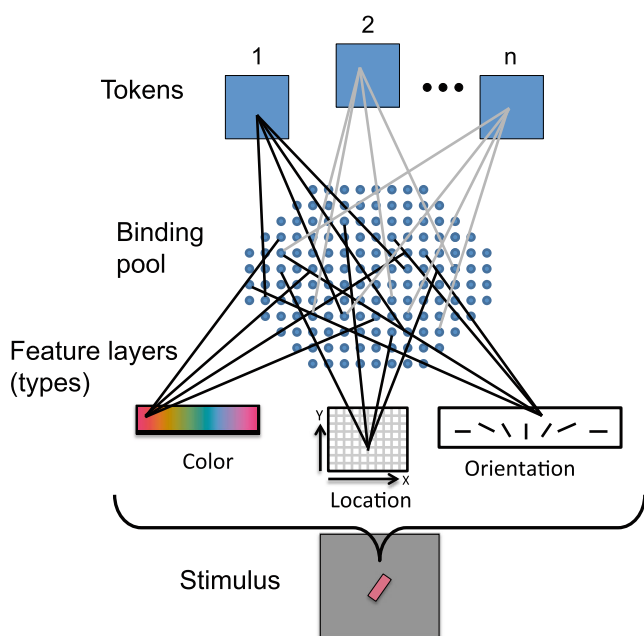 1
2
n
Tokens
Binding
pool
Feature layers
(types)
Y
X
Color
Location
Orientation
Stimulus